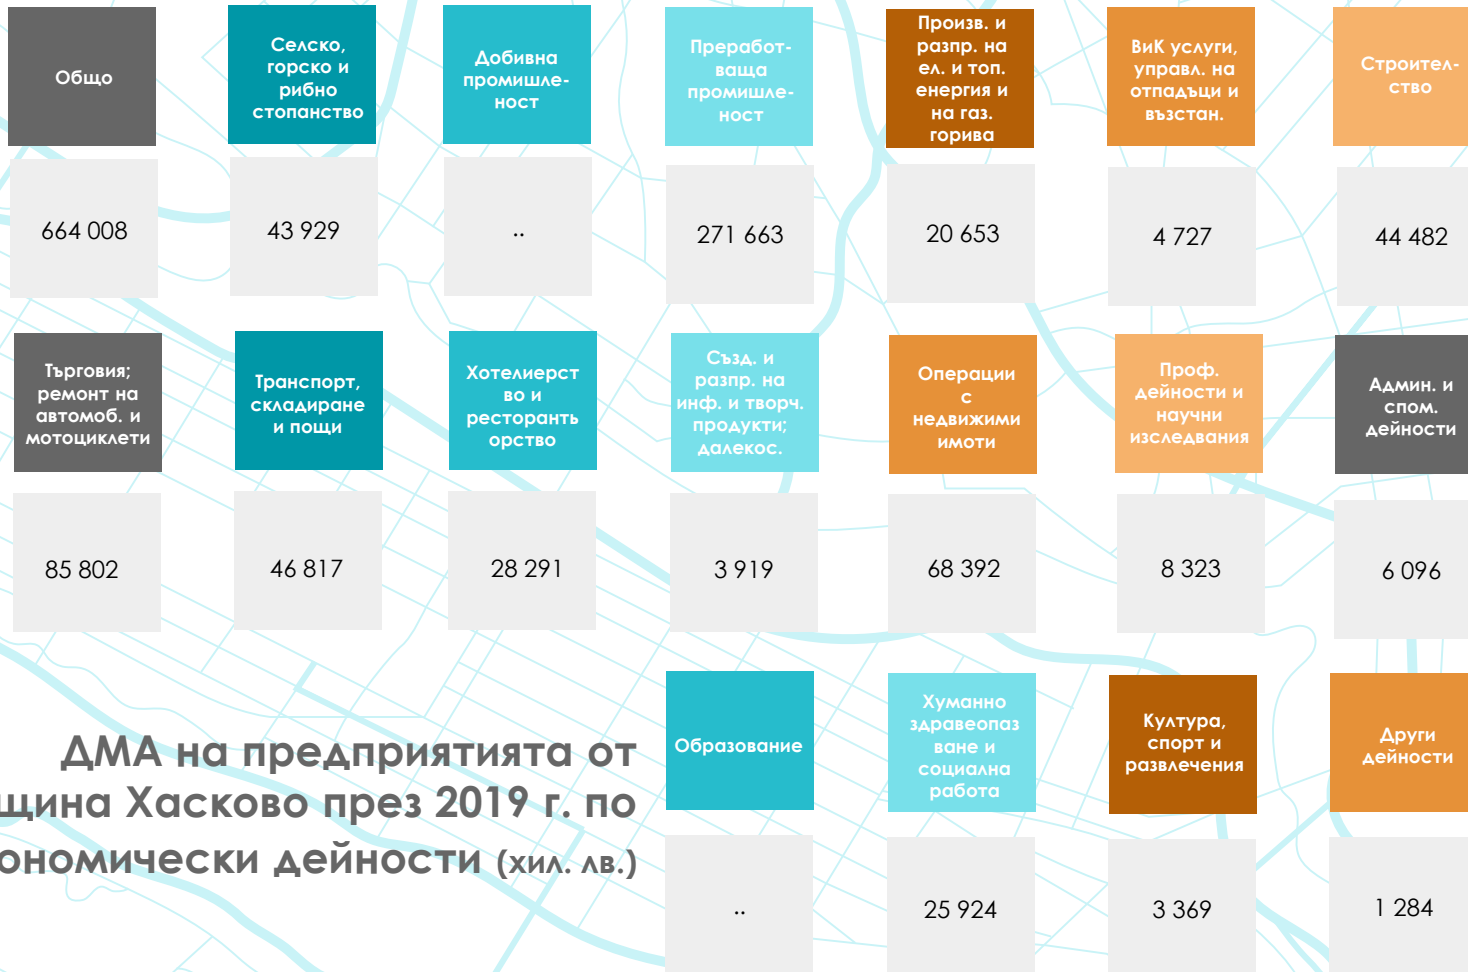 Общо
Селско,
горско и
рибно
стопанство
Добивна
промишле-
ност
Преработ-
ваща
промишле-
ност
Произв. и
разпр. на
ел. и топ.
енергия и
на газ.
горива
ВиК услуги,
управл. на
отпадъци и
възстан.
Строител-
ство
664 008
43 929
..
271 663
20 653
4 727
44 482
Търговия;
ремонт на
автомоб. и
мотоциклети
Транспорт,
складиране
и пощи
Хотелиерст
во и
ресторантьь
орство
Създ. и
разпр. на
инф. и творч.
продукти;
далекос.
Операции
с
недвижими
имоти
Проф.
дейности и
научни
изследвания
Админ. и
спом.
дейности
85 802
46 817
28 291
3 919
68 392
8 323
6 096
ДМА на предприятията от
щина Хасково през 2019 г. по
ономически дейности (хил. лв.)
Образование
Хуманно
здравеопаз
ване и
социална
работа
Култура,
спорт и
развлечения
Други
дейности
..
25 924
3 369
1 284